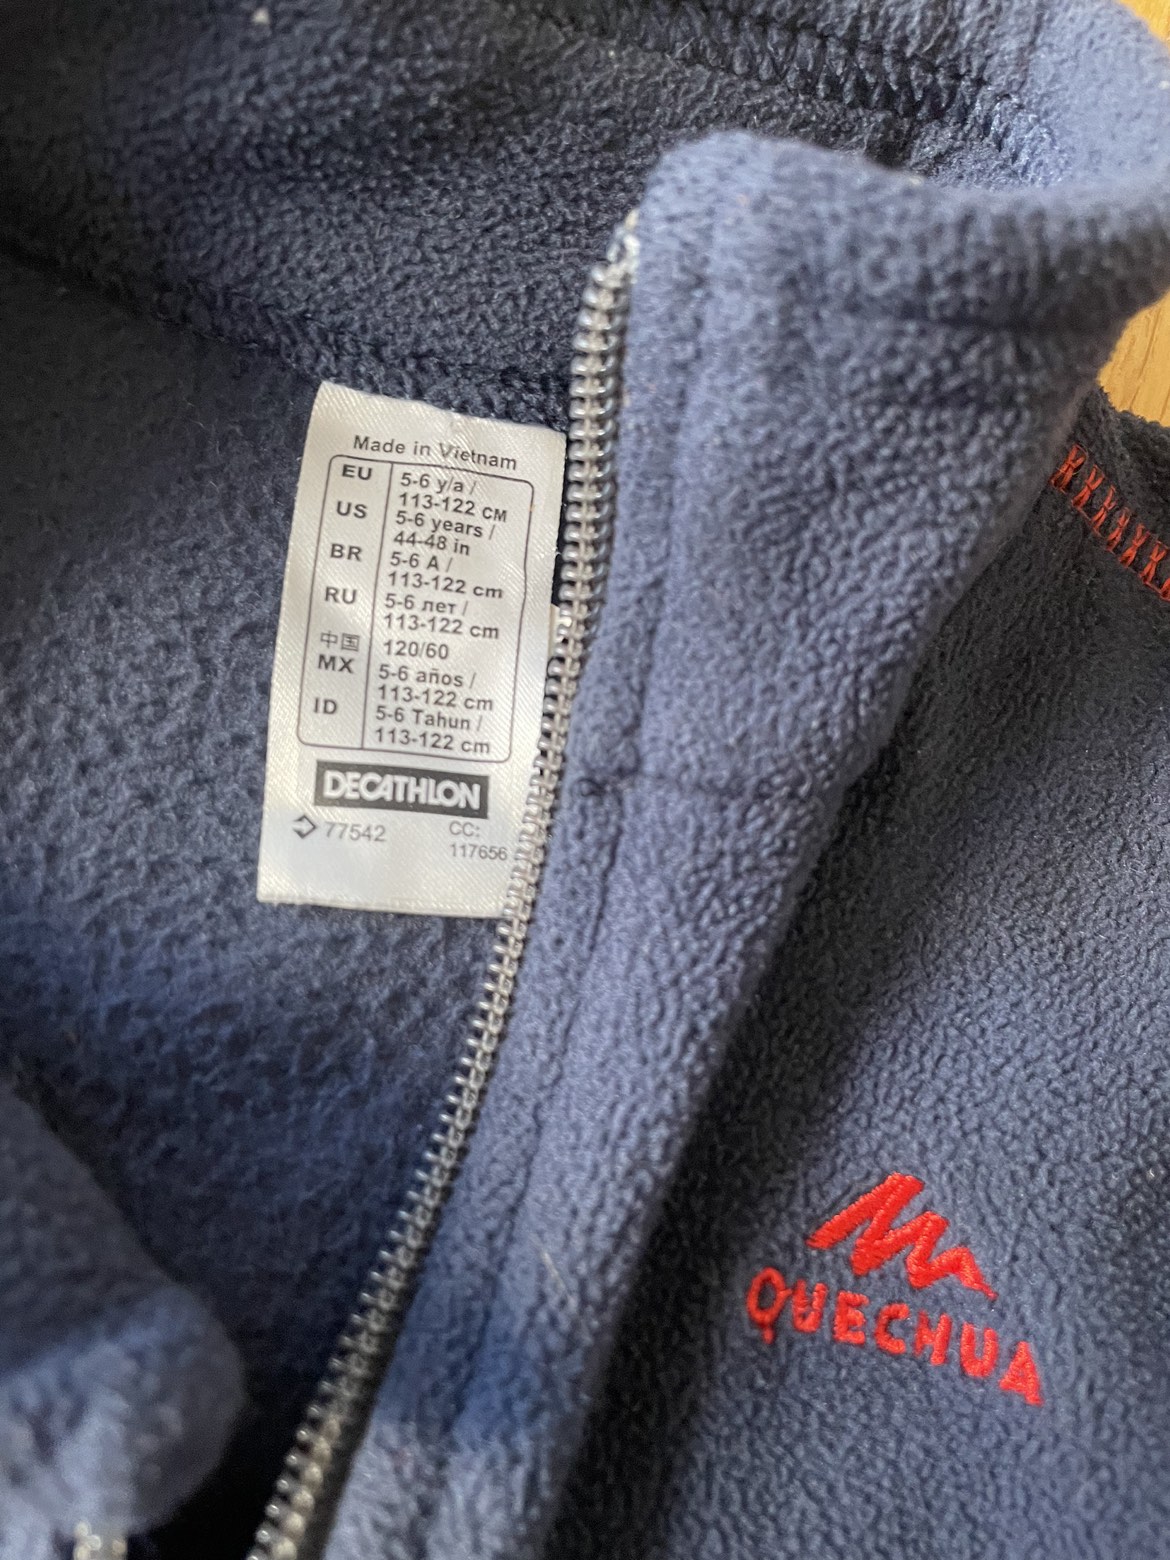 Made in Vietnam
EU 5-6 y/a /
113-122 CM
US 5-6 years /
44-48 in
BR 5-6 A /
113-122 cm
RU 5-6 лет /
113-122 cm
中国 120/60
MX 5-6 años /
113-122 cm
ID 5-6 Tahun /
113-122 cm
DECATHLON
77542 CC:
117656
QUECHUA